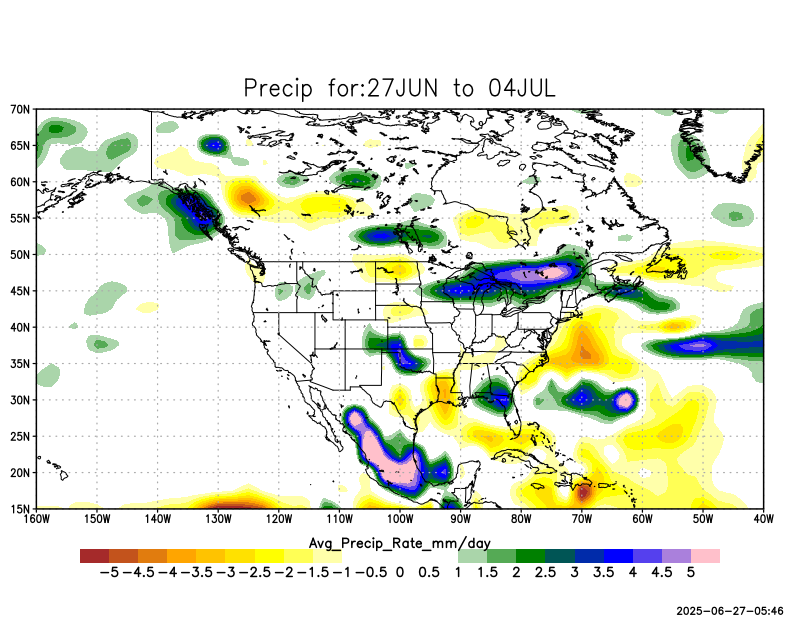 Precip for:27JUN to 04JUL
70N
65N
60N
55N
50N
45N
40N
35N
30N
25N
20N
15N
160W 150W 140W 130W 120W 110W 100W 90W 80W 70W 60W 50W 40W
Avg_Precip_Rate_mm/day
-5 -4.5 -4 -3.5 -3 -2.5 -2 -1.5 -1 -0.5 0 0.5 1 1.5 2 2.5 3 3.5 4 4.5 5
2025-06-27-05:46